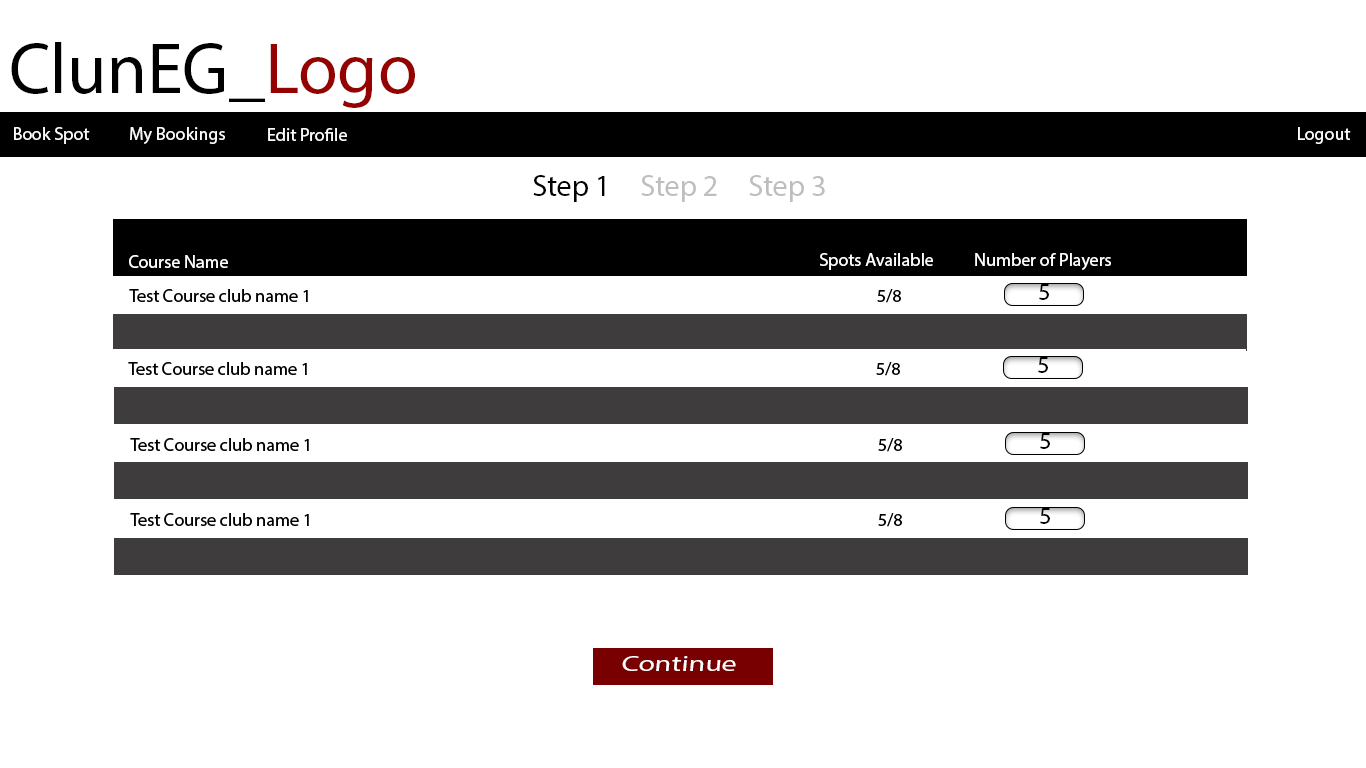 ClunEG_Logo
Book Spot My Bookings Edit Profile Logout
Step 1 Step 2 Step 3
Course Name Spots Available Number of Players
Test Course club name 1 5/8 5
Test Course club name 1 5/8 5
Test Course club name 1 5/8 5
Test Course club name 1 5/8 5
Continue